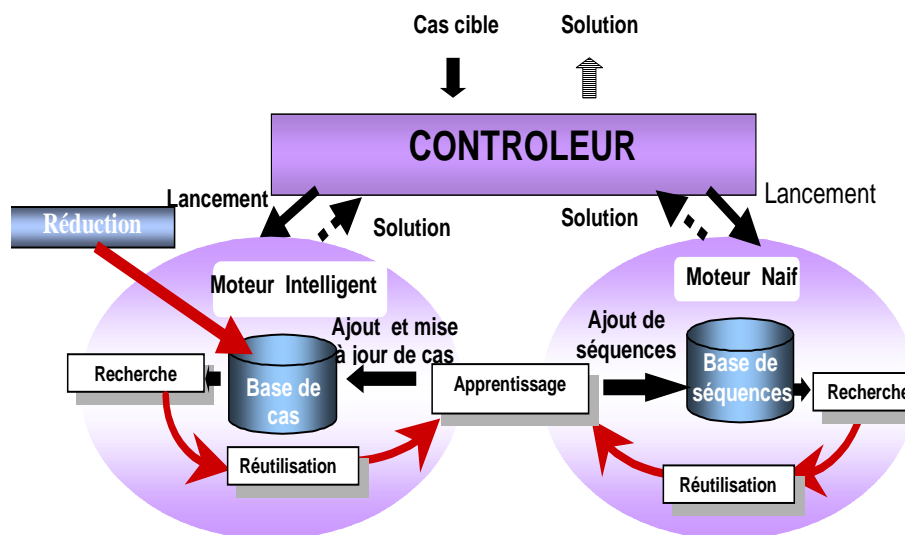 Cas cible
Solution
CONTROLEUR
Lancement
Lancement
Réduction
Solution
Solution
Moteur Intelligent
Moteur Naif
Ajout et mise
à jour de cas
Ajout de
séquences
Recherche
Base de
cas
Apprentissage
Base de
séquences
Recherche
Réutilisation
Réutilisation